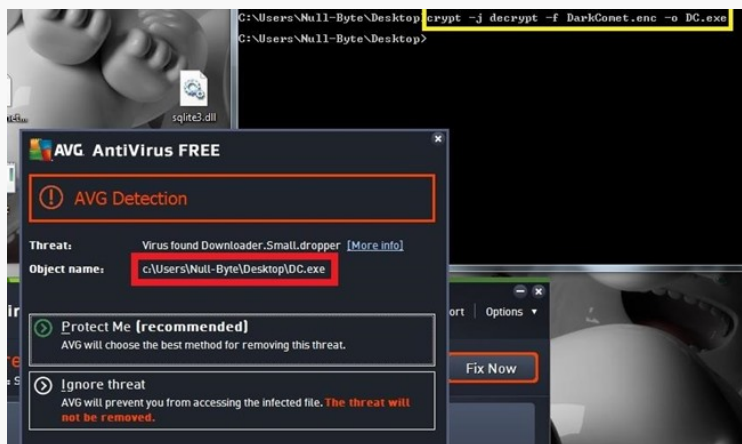 C:\Users\Null-Byte\Desktop>crypt -j decrypt -f DarkComet.enc -o DC.exe
C:\Users\Null-Byte\Desktop>
sqlite3.dll
AVG AntiVirus FREE
AVG Detection
Threat: Virus found Downloader.Small.dropper [More info]
Object name: c:\Users\Null-Byte\Desktop\DC.exe
Options
Protect Me (recommended)
AVG will choose the best method for removing this threat.
Fix Now
Ignore threat
AVG will prevent you from accessing the infected file. The threat will
not be removed.